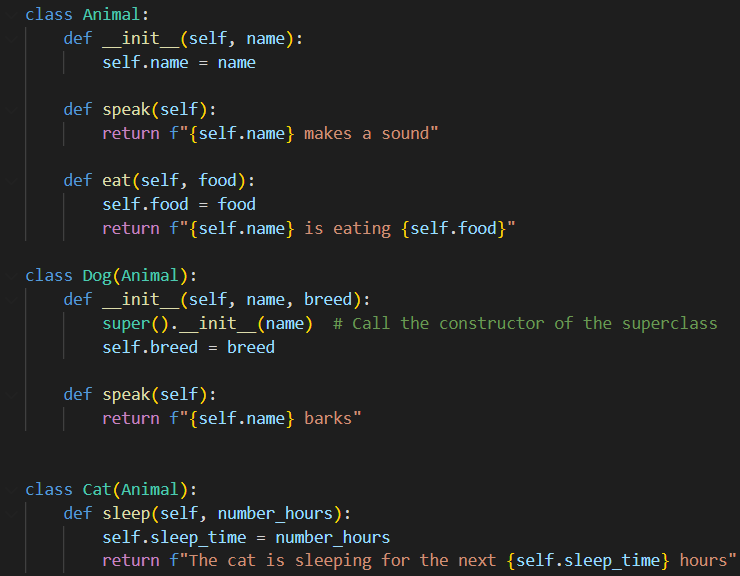 class Animal:
    def __init__(self, name):
        self.name = name

    def speak(self):
        return f"{self.name} makes a sound"

    def eat(self, food):
        self.food = food
        return f"{self.name} is eating {self.food}"

class Dog(Animal):
    def __init__(self, name, breed):
        super().__init__(name)  # Call the constructor of the superclass
        self.breed = breed

    def speak(self):
        return f"{self.name} barks"


class Cat(Animal):
    def sleep(self, number_hours):
        self.sleep_time = number_hours
        return f"The cat is sleeping for the next {self.sleep_time} hours"